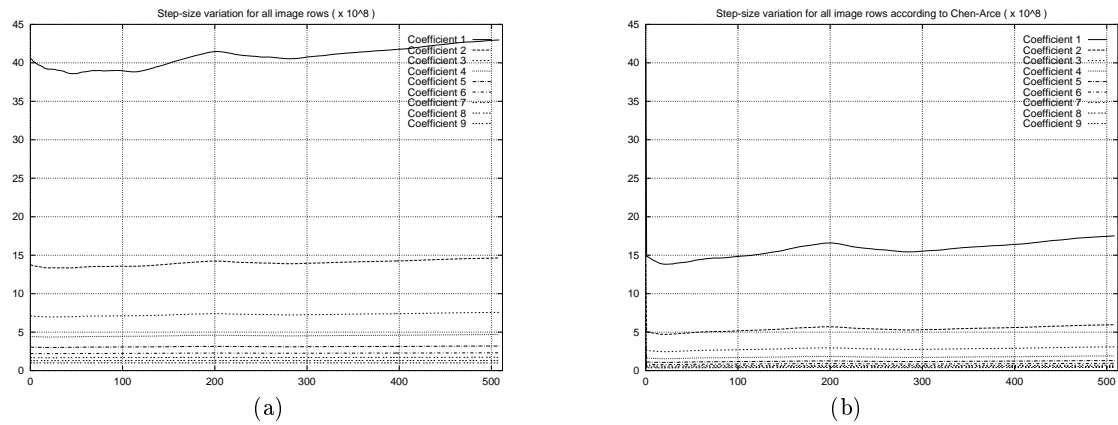 Step-size variation for all image rows ( x 10^8 )
45
40
35
30
25
20
15
10
5
0
0 100 200 300 400 500
Coefficient 1
Coefficient 2
Coefficient 3
Coefficient 4
Coefficient 5
Coefficient 6
Coefficient 7
Coefficient 8
Coefficient 9
(a)
Step-size variation for all image rows according to Chen-Arce ( x 10^8 )
45
40
35
30
25
20
15
10
5
0
0 100 200 300 400 500
Coefficient 1
Coefficient 2
Coefficient 3
Coefficient 4
Coefficient 5
Coefficient 6
Coefficient 7
Coefficient 8
Coefficient 9
(b)